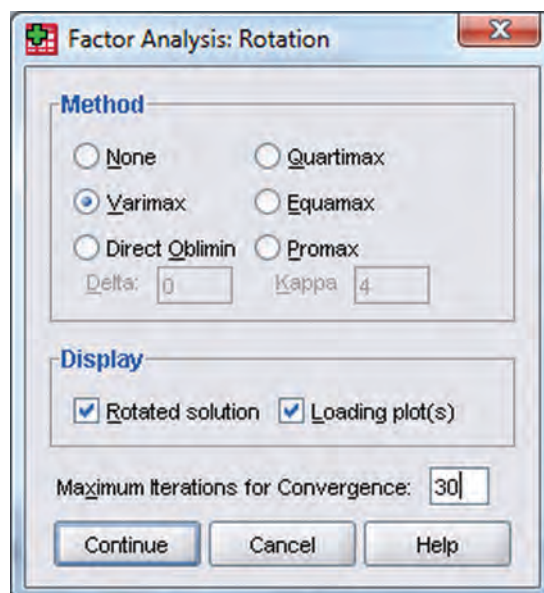 Factor Analysis: Rotation
Method
None
Quartimax
Varimax
Equamax
Direct Oblimin
Promax
Delta: 0
Kappa 4
Display
Rotated solution
Loading plot(s)
Maximum Iterations for Convergence: 30
Continue
Cancel
Help